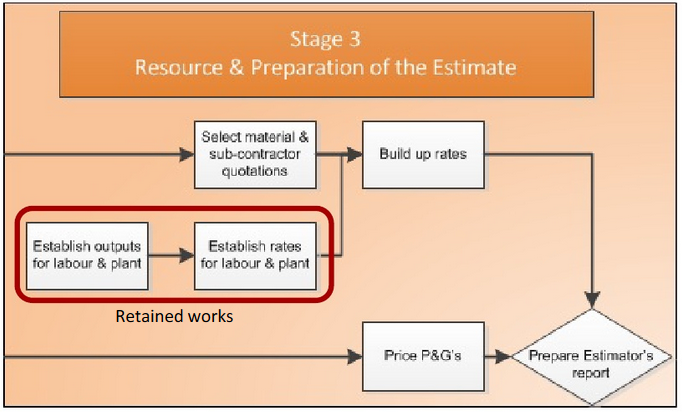 Stage 3
Resource & Preparation of the Estimate
Select material &
sub-contractor
quotations
Build up rates
Establish outputs
for labour & plant
Establish rates
for labour & plant
Retained works
Price P&G's
Prepare Estimator's
report